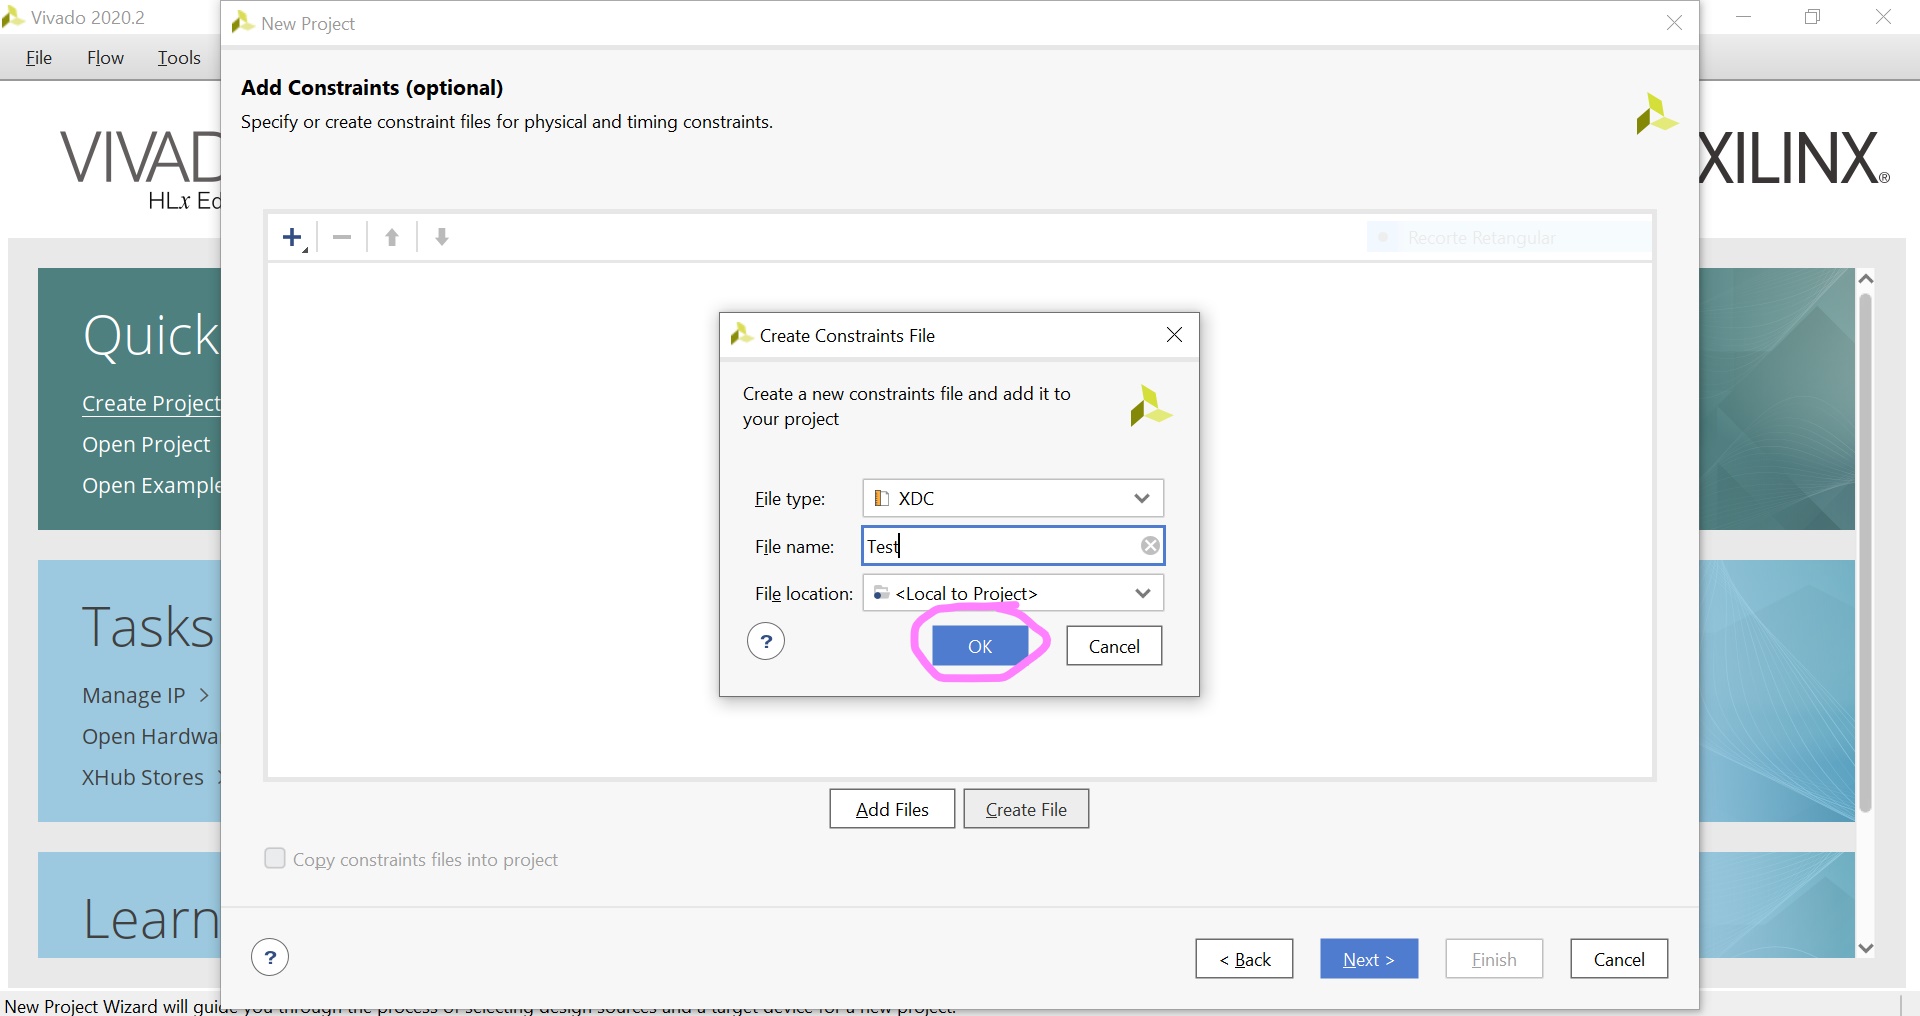 Vivado 2020.2
New Project
File Flow Tools
Add Constraints (optional)
Specify or create constraint files for physical and timing constraints.
VIVAD
HLx Ed
XILINX®
Recorte Retangular
Quick
Create Project
Open Project
Open Example
Create Constraints File
Create a new constraints file and add it to
your project
File type: XDC
File name: Test
File location: <Local to Project>
? OK Cancel
Tasks
Manage IP >
Open Hardwa
XHub Stores >
Add Files Create File
Copy constraints files into project
Learn
? < Back Next > Finish Cancel
New Project Wizard will guide you through the process of selecting design sources and a target device for a new project.